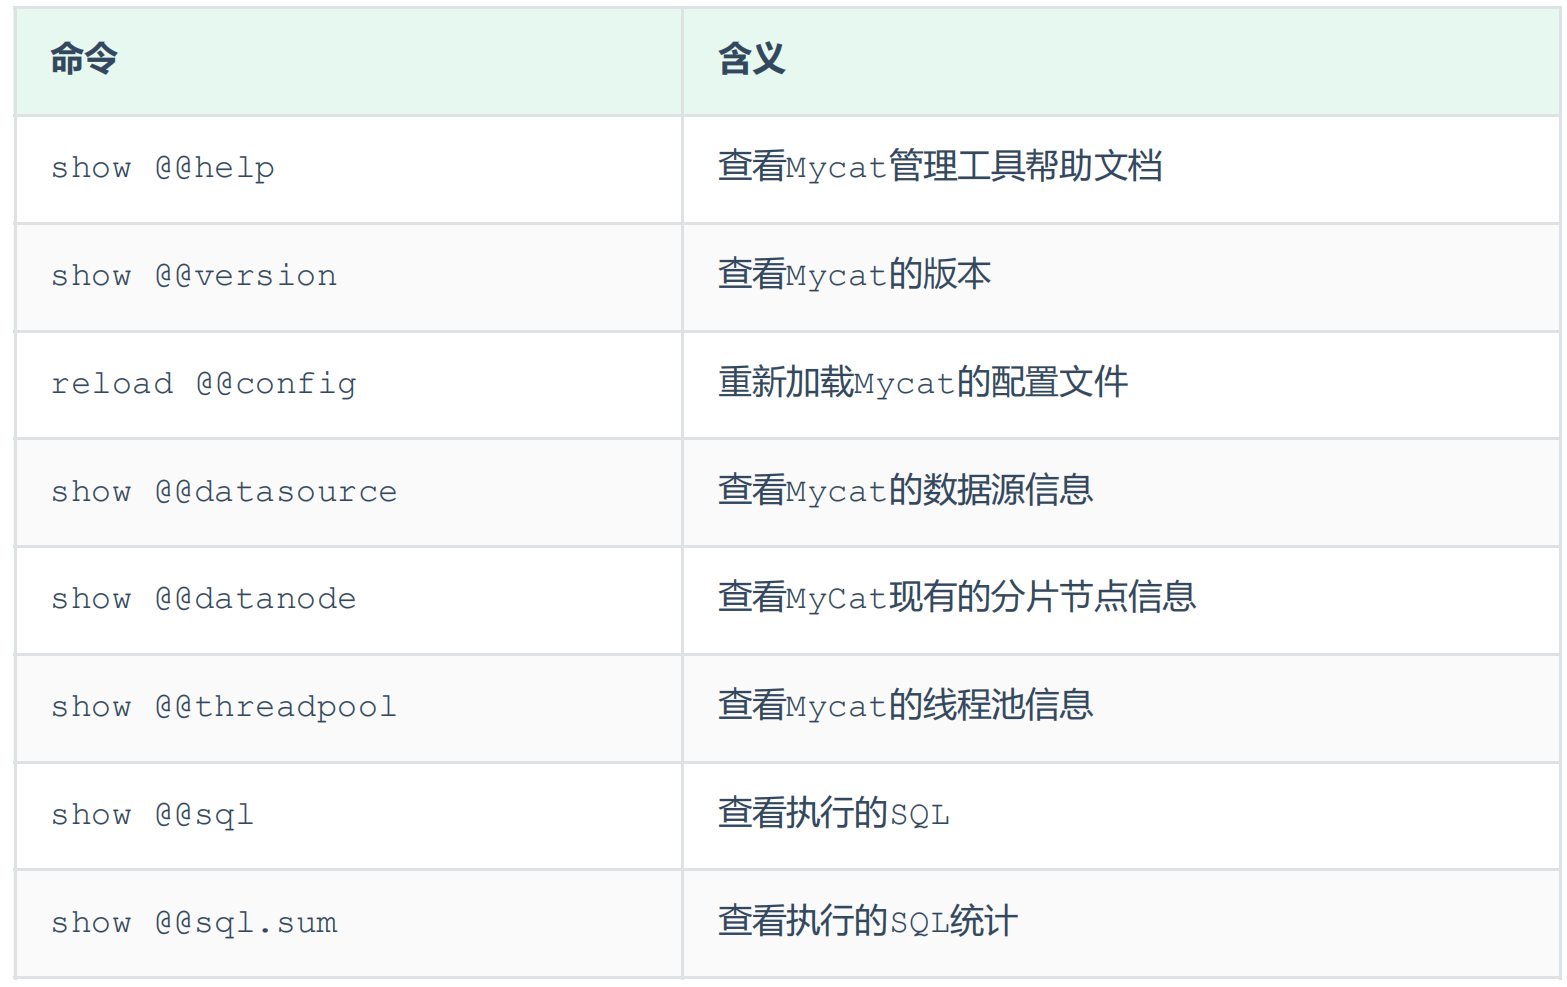 命令 含义
show @@help 查看Mycat管理工具帮助文档
show @@version 查看Mycat的版本
reload @@config 重新加载Mycat的配置文件
show @@datasource 查看Mycat的数据源信息
show @@datanode 查看MyCat现有的分片节点信息
show @@threadpool 查看Mycat的线程池信息
show @@sql 查看执行的SQL
show @@sql.sum 查看执行的SQL统计